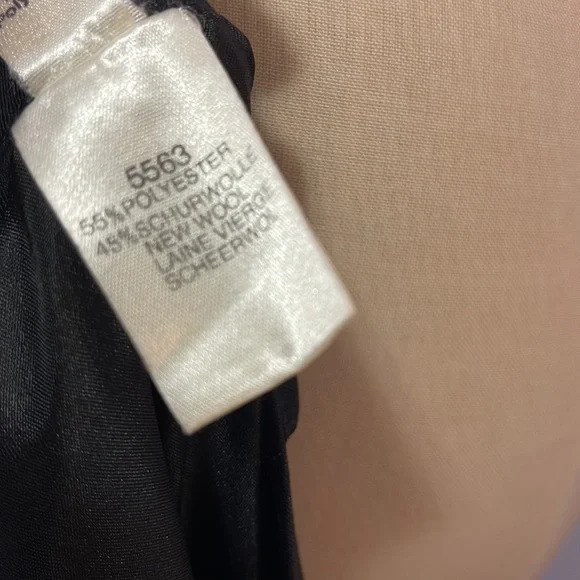 5563
55%POLYESTER
45%SCHURWOLLE
NEW WOOL
LAINE VIERGE
SCHEERWOL